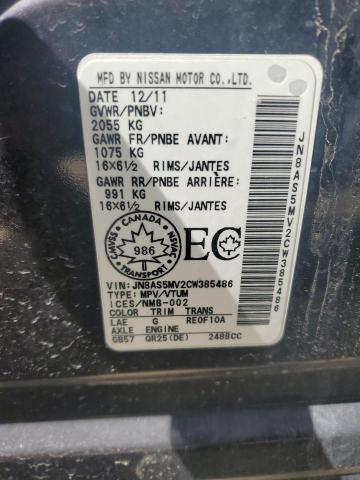 MFD BY NISSAN MOTOR CO.,LTD.
DATE 12/11
GVWR/PNBV:
2055 KG
GAWR FR/PNBE AVANT:
1075 KG
16X6½ RIMS/JANTES
GAWR RR/PNBE ARRIÈRE:
991 KG
16X6½ RIMS/JANTES
CANADA
CMVSS
986
NSVAC
TRANSPORT
EC
VIN: JN8AS5MV2CW385486
TYPE: MPV/VTUM
ICES/NMB-002
COLOR TRIM TRANS
LAE G RE0F10A
AXLE ENGINE
GB57 QR25(DE) 2488CC
JN8AS5MV2CW385486